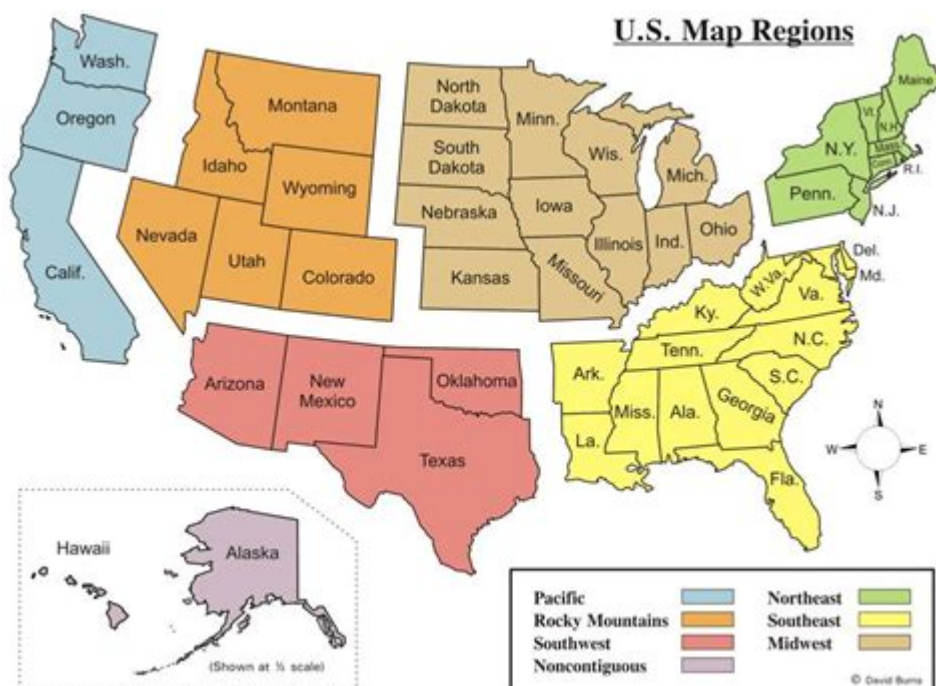 U.S. Map Regions
Wash.
Oregon
Calif.
Montana
Idaho
Wyoming
Nevada
Utah
Colorado
North
Dakota
South
Dakota
Nebraska
Kansas
Minn.
Iowa
Missouri
Wis.
Illinois
Mich.
Ind.
Ohio
Maine
Vt.
N.H.
N.Y.
Mass.
Conn.
R.I.
Penn.
N.J.
Del.
Md.
W.Va.
Va.
Ky.
Tenn.
N.C.
S.C.
Ark.
La.
Miss.
Ala.
Georgia
Fla.
Arizona
New
Mexico
Oklahoma
Texas
N
W
E
S
Hawaii
Alaska
(Shown at ½ scale)
Pacific
Rocky Mountains
Southwest
Noncontiguous
Northeast
Southeast
Midwest
© David Burns